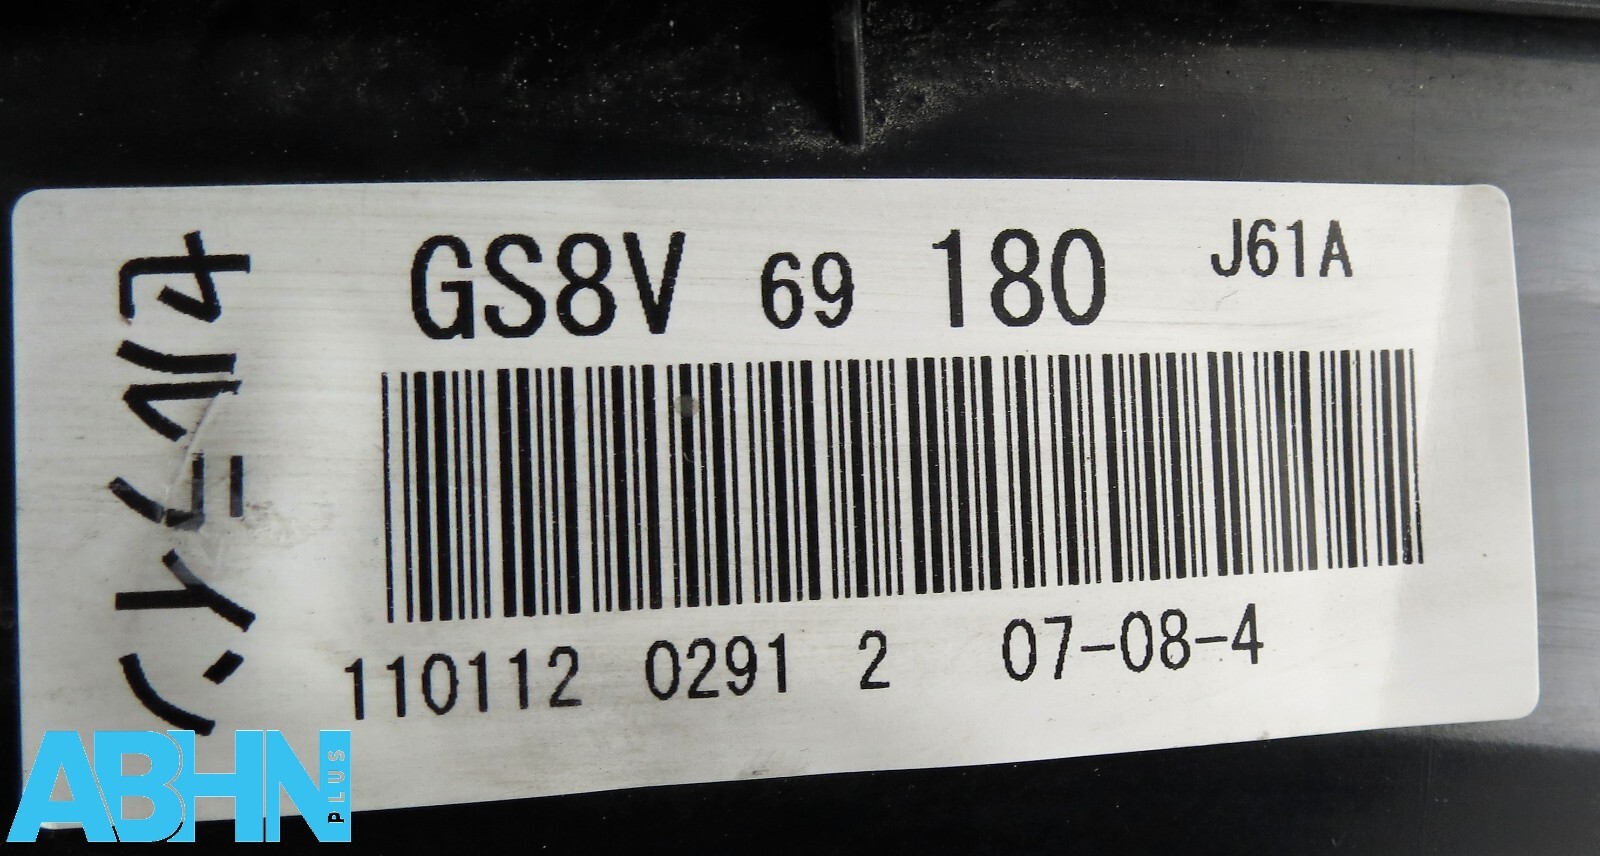 GS8V 69 180 J61A
110112 0291 2 07-08-4
ABHN PLUS